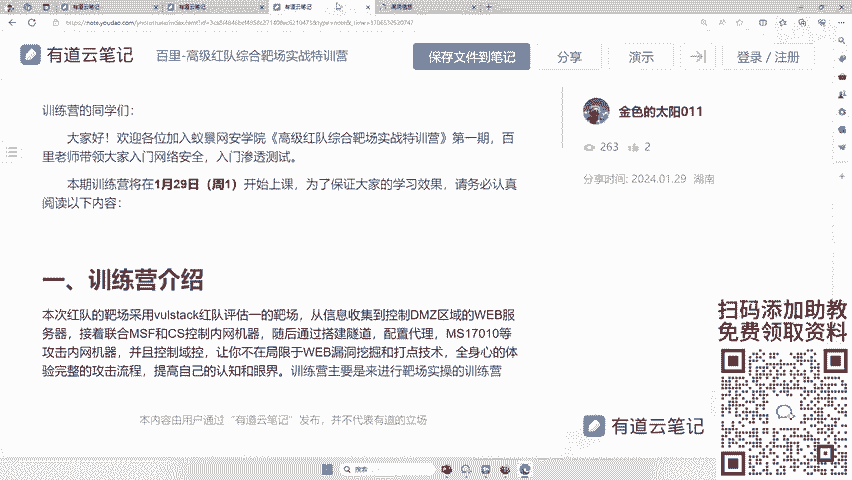 有道云笔记
有道云笔记
有道云笔记
有道云笔记
百里-高级红队综合靶场实战特训营
保存文件到笔记
分享
演示
登录 / 注册
训练营的同学们：
大家好！欢迎各位加入蚁景网安学院《高级红队综合靶场实战特训营》第一期，百
里老师带领大家入门网络安全，入门渗透测试。
本期训练营将在1月29日（周1）开始上课，为了保证大家的学习效果，请务必认真
阅读以下内容：
金色的太阳011
263
2
分享时间: 2024.01.29 湖南
一、训练营介绍
本次红队的靶场采用vulstack红队评估一的靶场，从信息收集到控制DMZ区域的WEB服
务器，接着联合MSF和CS控制内网机器，随后通过搭建隧道，配置代理，MS17010等
攻击内网机器，并且控制域控，让你不在局限于WEB漏洞挖掘和打点技术，全身心的体
验完整的攻击流程，提高自己的认知和眼界。训练营主要是来进行靶场实操的训练营
本内容由用户通过“有道云笔记”发布，并不代表有道的立场
有道云笔记
扫码添加助教
免费领取资料
搜索